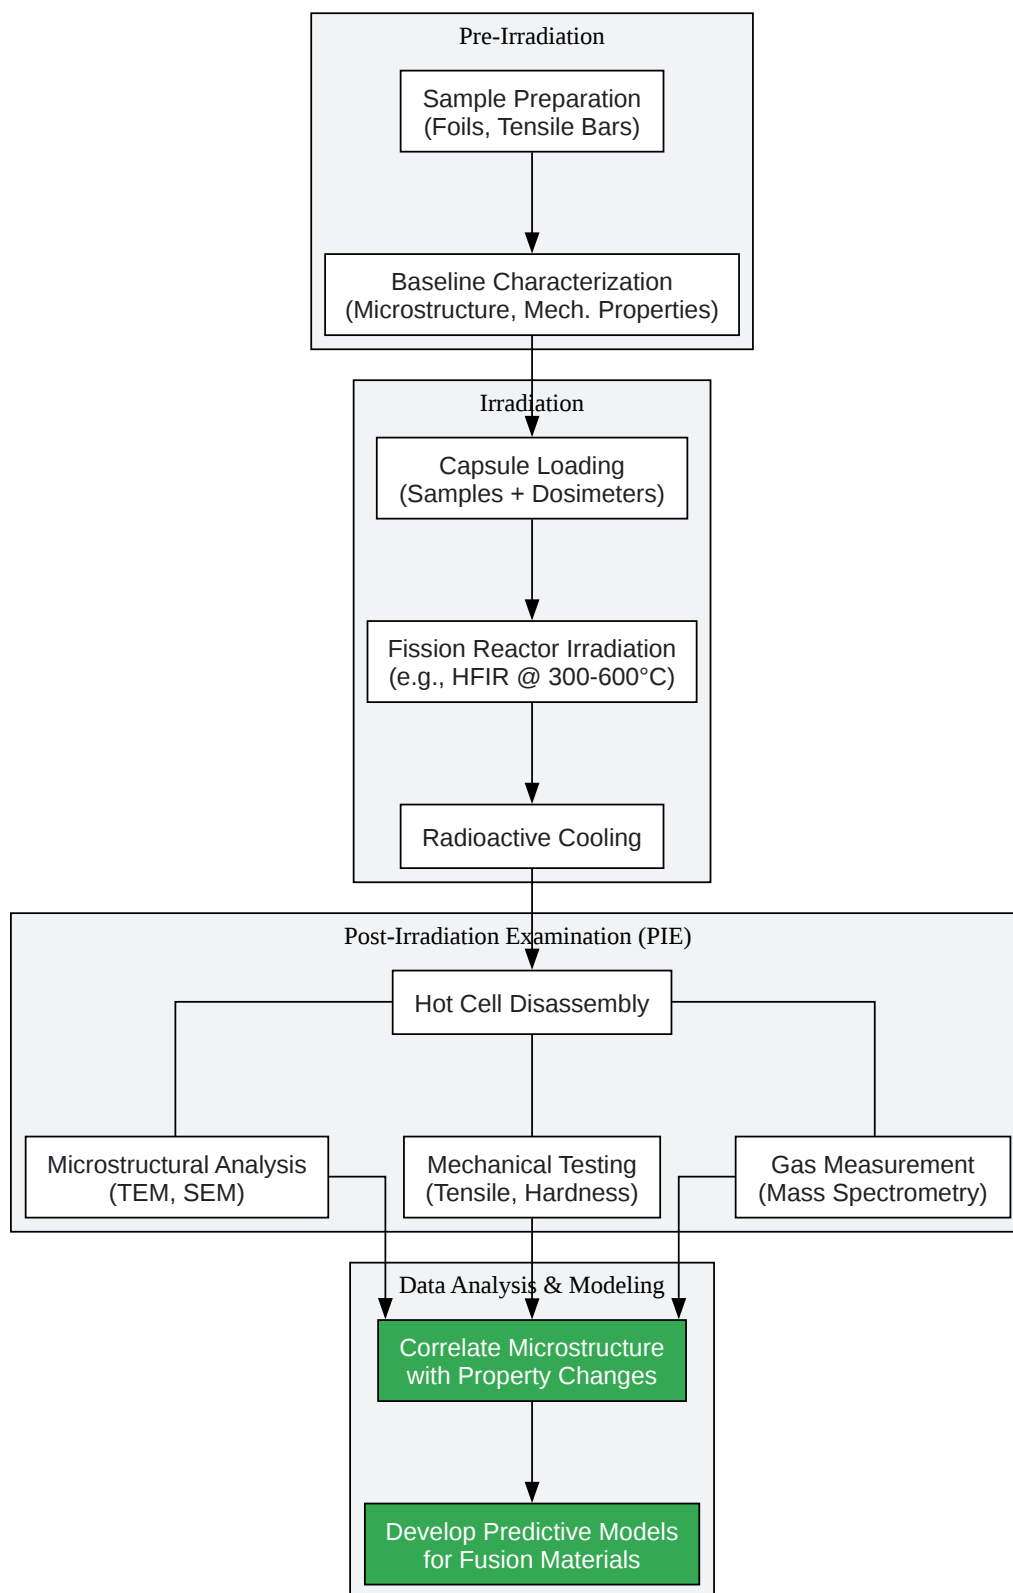 Pre-Irradiation
Sample Preparation
(Foils, Tensile Bars)
Baseline Characterization
(Microstructure, Mech. Properties)
Irradiation
Capsule Loading
(Samples + Dosimeters)
Fission Reactor Irradiation
(e.g., HFIR @ 300-600°C)
Radioactive Cooling
Post-Irradiation Examination (PIE)
Hot Cell Disassembly
Microstructural Analysis
(TEM, SEM)
Mechanical Testing
(Tensile, Hardness)
Gas Measurement
(Mass Spectrometry)
Data Analysis & Modeling
Correlate Microstructure
with Property Changes
Develop Predictive Models
for Fusion Materials